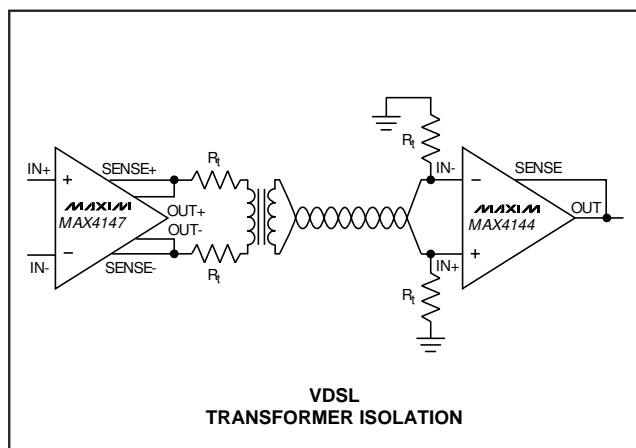 IN+
+
MAXIM
MAX4147
IN-
−
SENSE+
OUT+
OUT-
SENSE-
Rt
Rt
Rt
IN-
−
SENSE
MAXIM
MAX4144
OUT
IN+
+
Rt
VDSL
TRANSFORMER ISOLATION